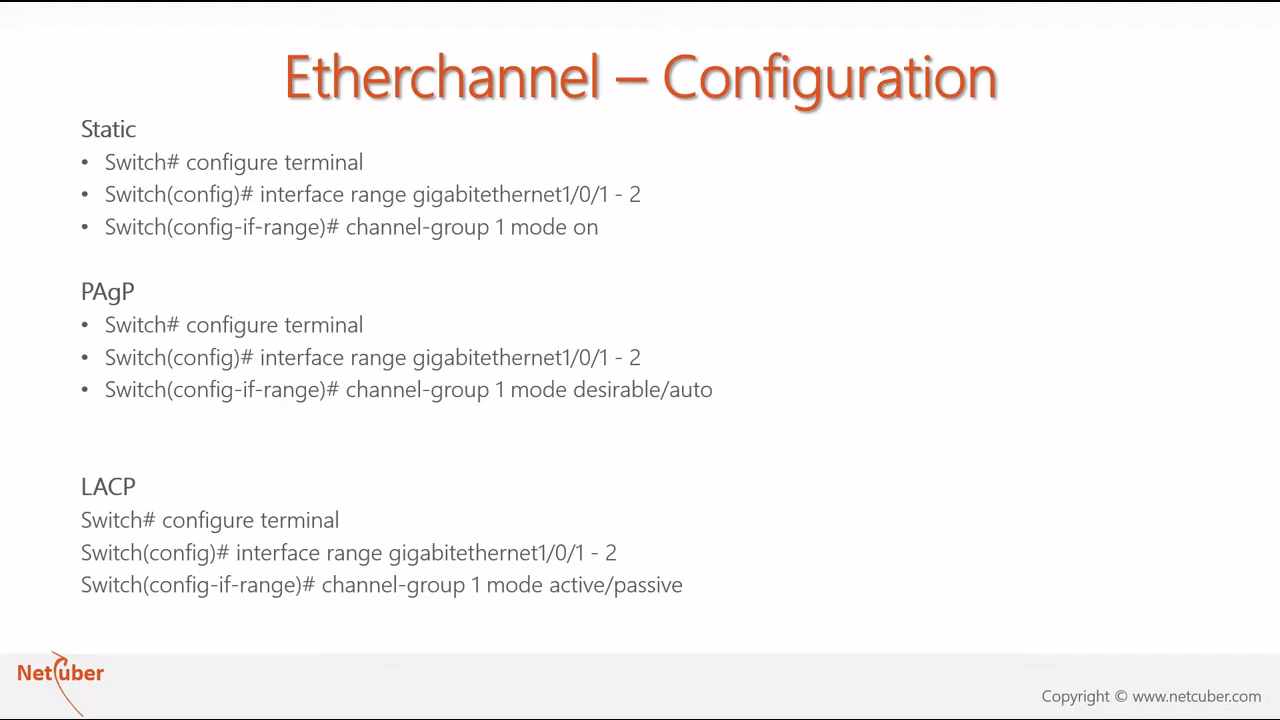 Etherchannel – Configuration
Static
• Switch# configure terminal
• Switch(config)# interface range gigabitethernet1/0/1 - 2
• Switch(config-if-range)# channel-group 1 mode on
PAgP
• Switch# configure terminal
• Switch(config)# interface range gigabitethernet1/0/1 - 2
• Switch(config-if-range)# channel-group 1 mode desirable/auto
LACP
Switch# configure terminal
Switch(config)# interface range gigabitethernet1/0/1 - 2
Switch(config-if-range)# channel-group 1 mode active/passive
NetCuber
Copyright © www.netcuber.com